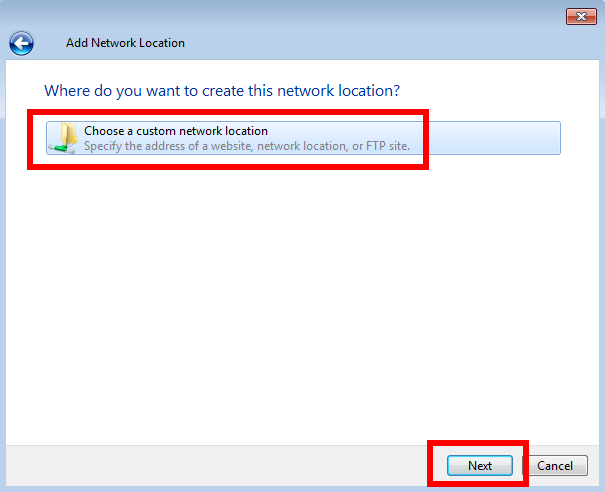 Add Network Location
Where do you want to create this network location?
Choose a custom network location
Specify the address of a website, network location, or FTP site.
Next
Cancel